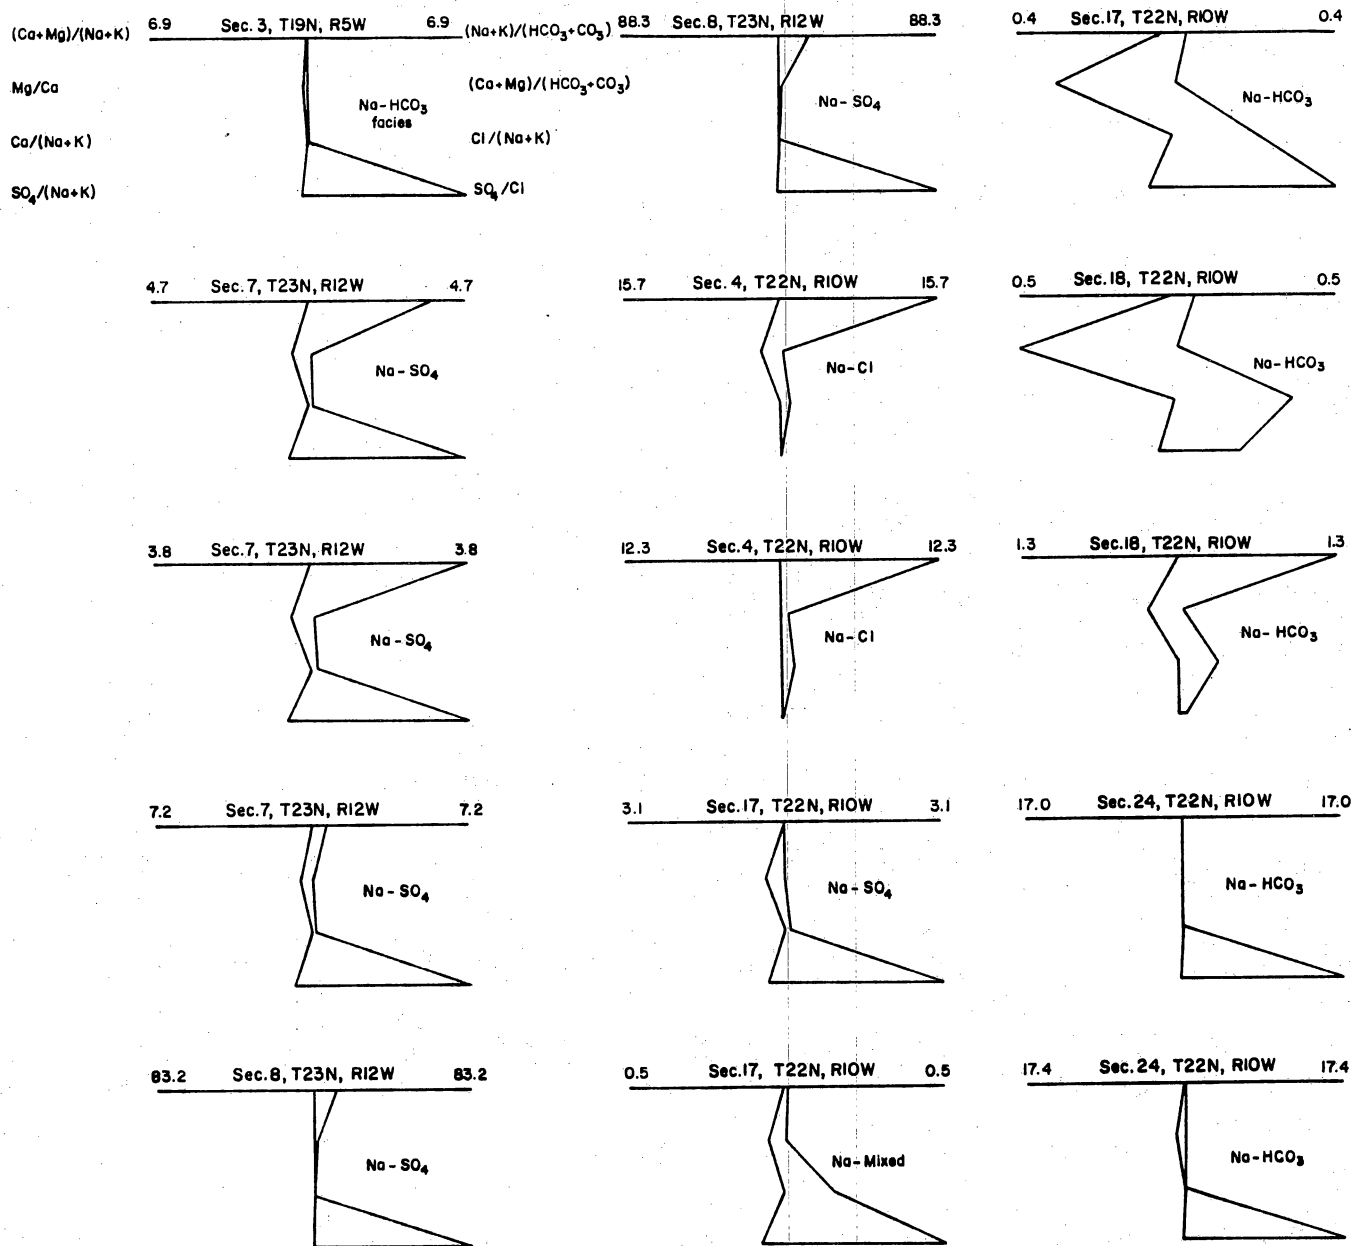 (Ca+Mg)/(Na+K) 6.9 Sec. 3, T19N, R5W 6.9 (Na+K)/(HCO₃+CO₃)
Mg/Ca (Ca+Mg)/(HCO₃+CO₃)
Na-HCO₃
facies
Ca/(Na+K) Cl/(Na+K)
SO₄/(Na+K) SO₄/Cl
88.3 Sec. 8, T23N, R12W 88.3
Na-SO₄
0.4 Sec. 17, T22N, R10W 0.4
Na-HCO₃
4.7 Sec. 7, T23N, R12W 4.7
Na-SO₄
15.7 Sec. 4, T22N, R10W 15.7
Na-Cl
0.5 Sec. 18, T22N, R10W 0.5
Na-HCO₃
3.8 Sec. 7, T23N, R12W 3.8
Na-SO₄
12.3 Sec. 4, T22N, R10W 12.3
Na-Cl
1.3 Sec. 18, T22N, R10W 1.3
Na-HCO₃
7.2 Sec. 7, T23N, R12W 7.2
Na-SO₄
3.1 Sec. 17, T22N, R10W 3.1
Na-SO₄
17.0 Sec. 24, T22N, R10W 17.0
Na-HCO₃
83.2 Sec. 8, T23N, R12W 83.2
Na-SO₄
0.5 Sec. 17, T22N, R10W 0.5
Na-Mixed
17.4 Sec. 24, T22N, R10W 17.4
Na-HCO₃